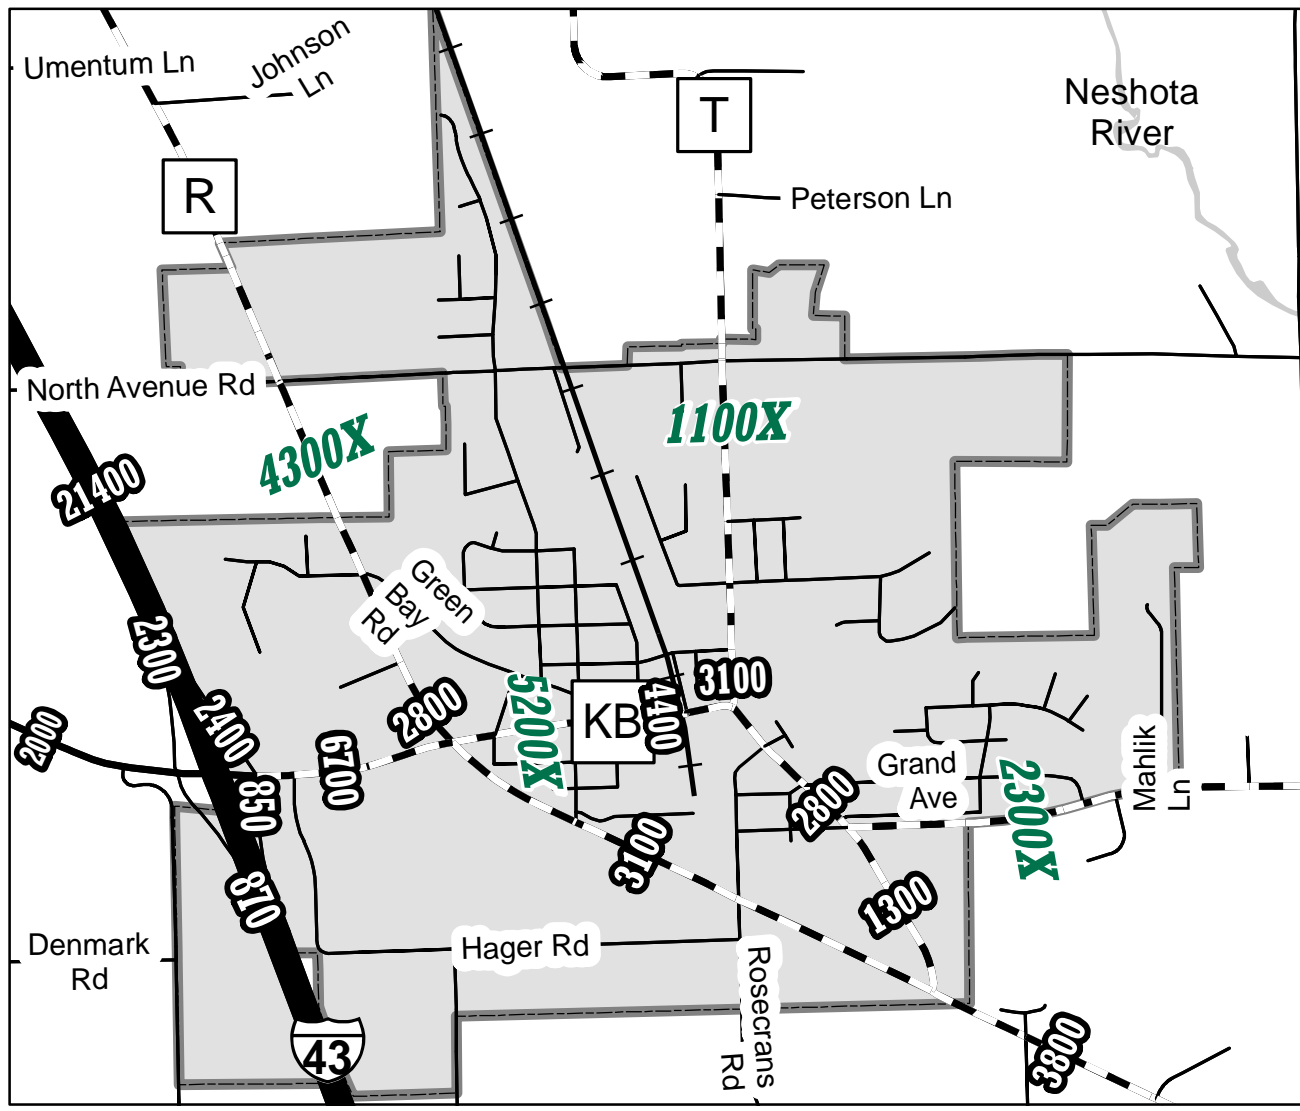 Umentum Ln
Johnson
Ln
T
Neshota
River
R
Peterson Ln
North Avenue Rd
1100X
4300X
21400
Green
Bay
Rd
2300
3100
5200X
4400
KB
2400
2800
2000
6700
Grand
Ave
Mahlik
Ln
850
2800
2300X
3100
870
1300
Denmark
Rd
Hager Rd
Rosecrans
Rd
43
3800